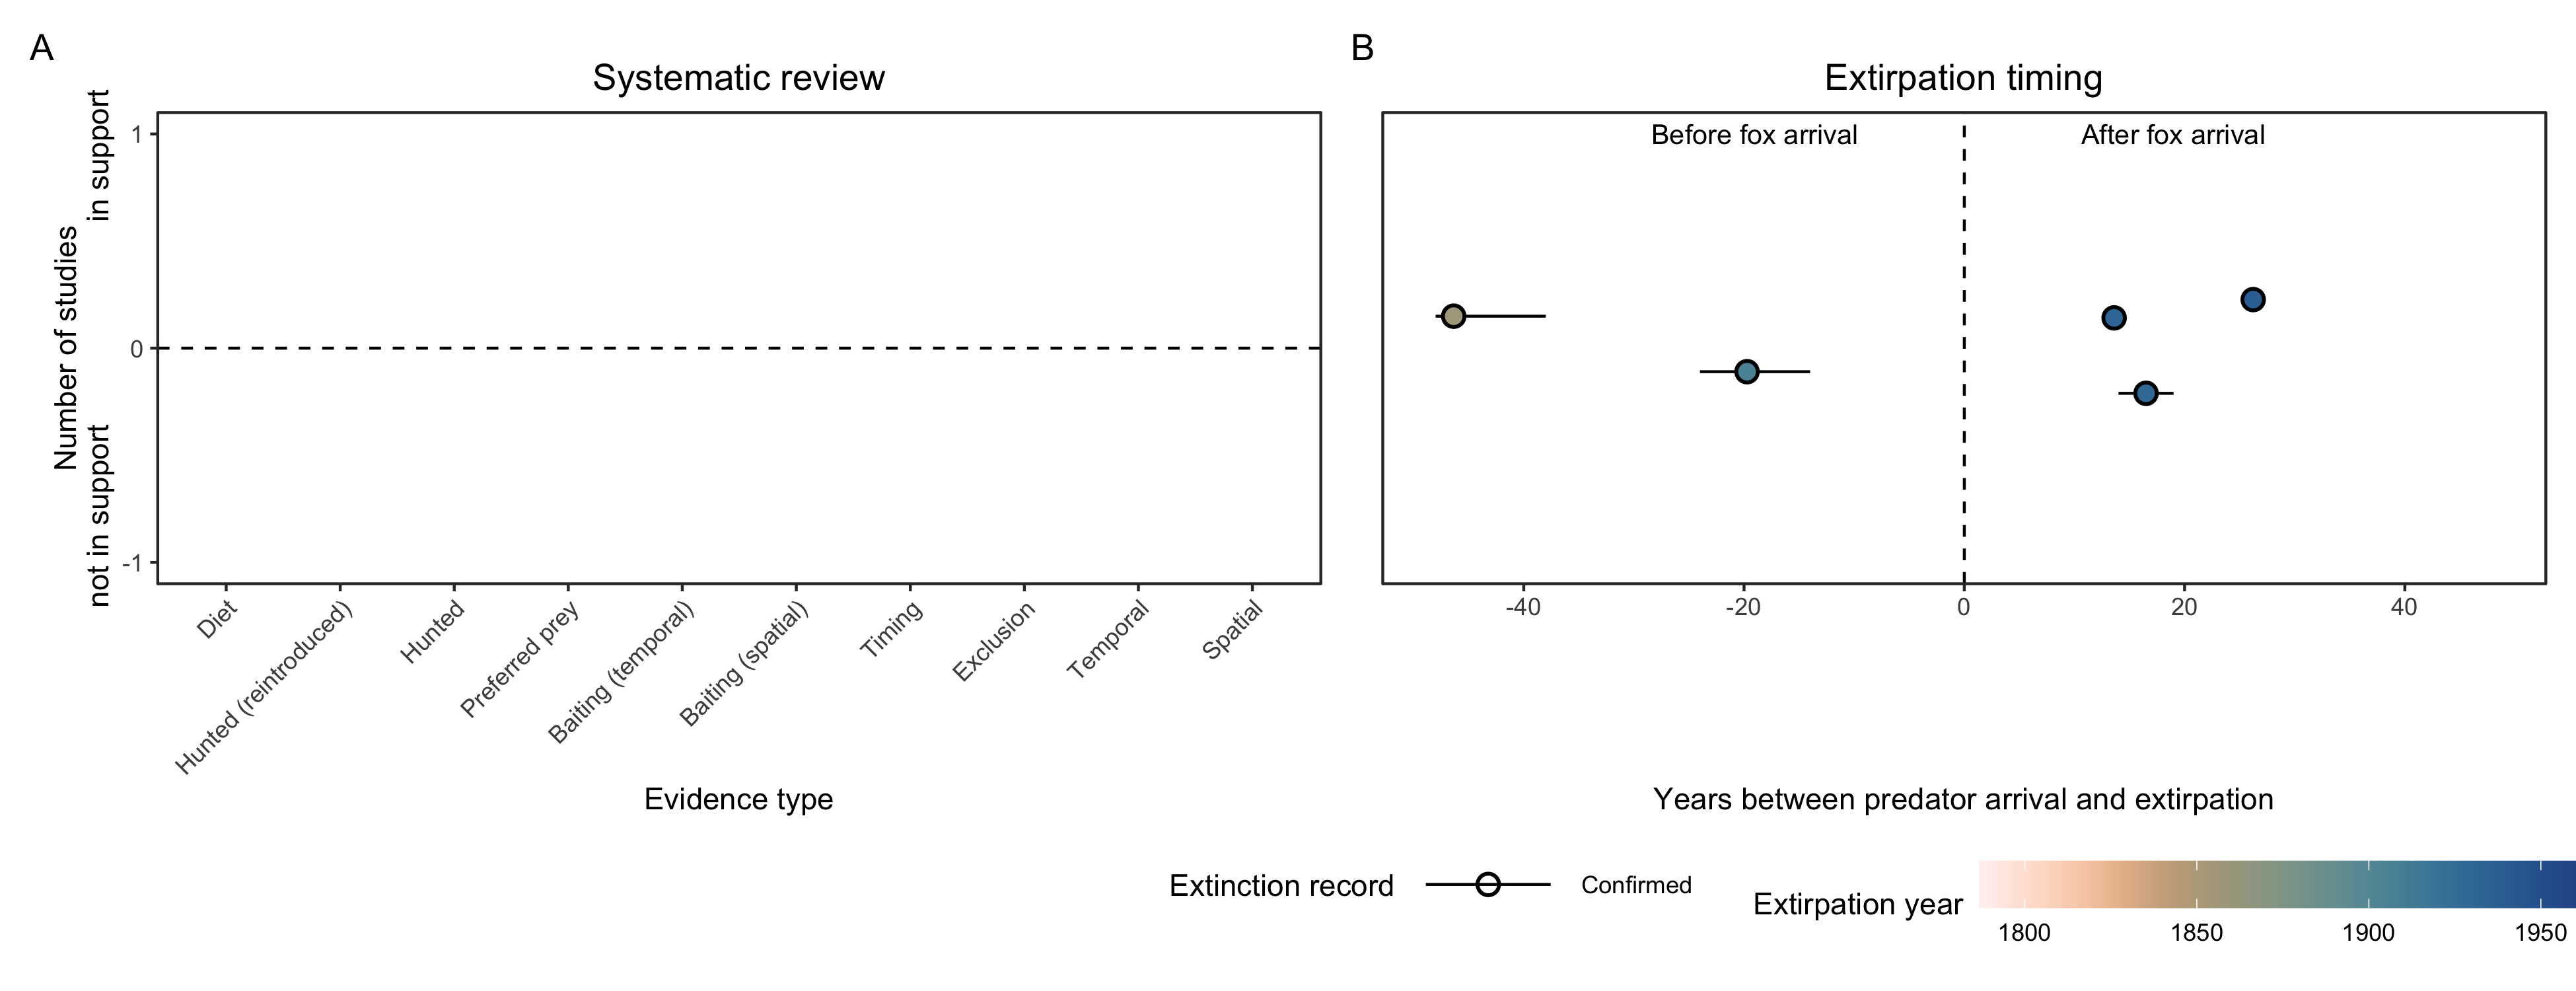 A
Systematic review
Number of studies
in support
not in support
1
0
-1
Diet
Hunted (reintroduced)
Hunted
Preferred prey
Baiting (temporal)
Baiting (spatial)
Timing
Exclusion
Temporal
Spatial
Evidence type
B
Extirpation timing
Before fox arrival
After fox arrival
-40
-20
0
20
40
Years between predator arrival and extirpation
Extinction record
Confirmed
Extirpation year
1800
1850
1900
1950